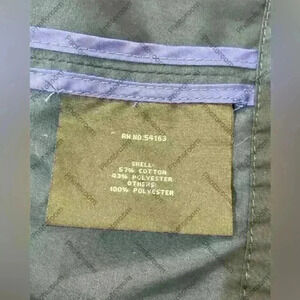 RN NO.54163
SHELL:
57% COTTON
43% POLYESTER
OTHERS:
100% POLYESTER